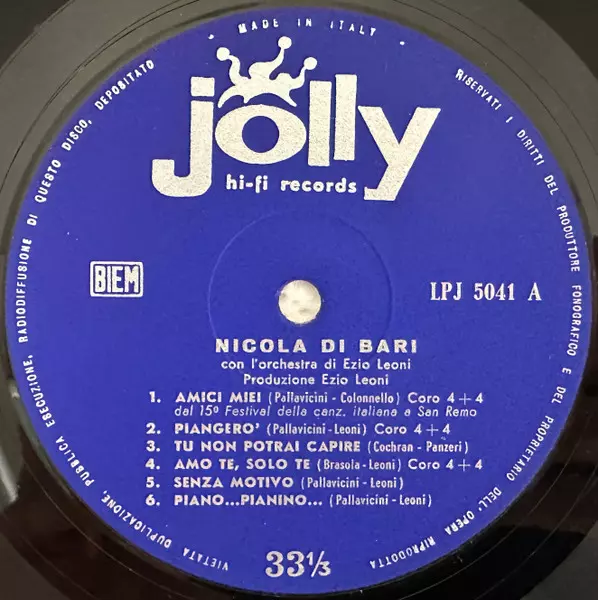 MADE IN ITALY
jolly
hi-fi records
BIEM
LPJ 5041 A
NICOLA DI BARI
con l'orchestra di Ezio Leoni
Produzione Ezio Leoni
1. AMICI MIEI (Pallavicini - Colonnello) Coro 4+4
dal 15º Festival della canz. italiana a San Remo
2. PIANGERO' (Pallavicini - Leoni) Coro 4+4
3. TU NON POTRAI CAPIRE (Cochran - Panzeri)
4. AMO TE, SOLO TE (Brasola - Leoni) Coro 4+4
5. SENZA MOTIVO (Pallavicini - Leoni)
6. PIANO...PIANINO... (Pallavicini - Leoni)
33⅓
RISERVATI I DIRITTI DEL PRODUTTORE FONOGRAFICO E DEL PROPRIETARIO DELL'OPERA RIPRODOTTA
VIETATA DUPLICAZIONE, PUBBLICA ESECUZIONE, RADIODIFFUSIONE DI QUESTO DISCO, DEPOSITATO